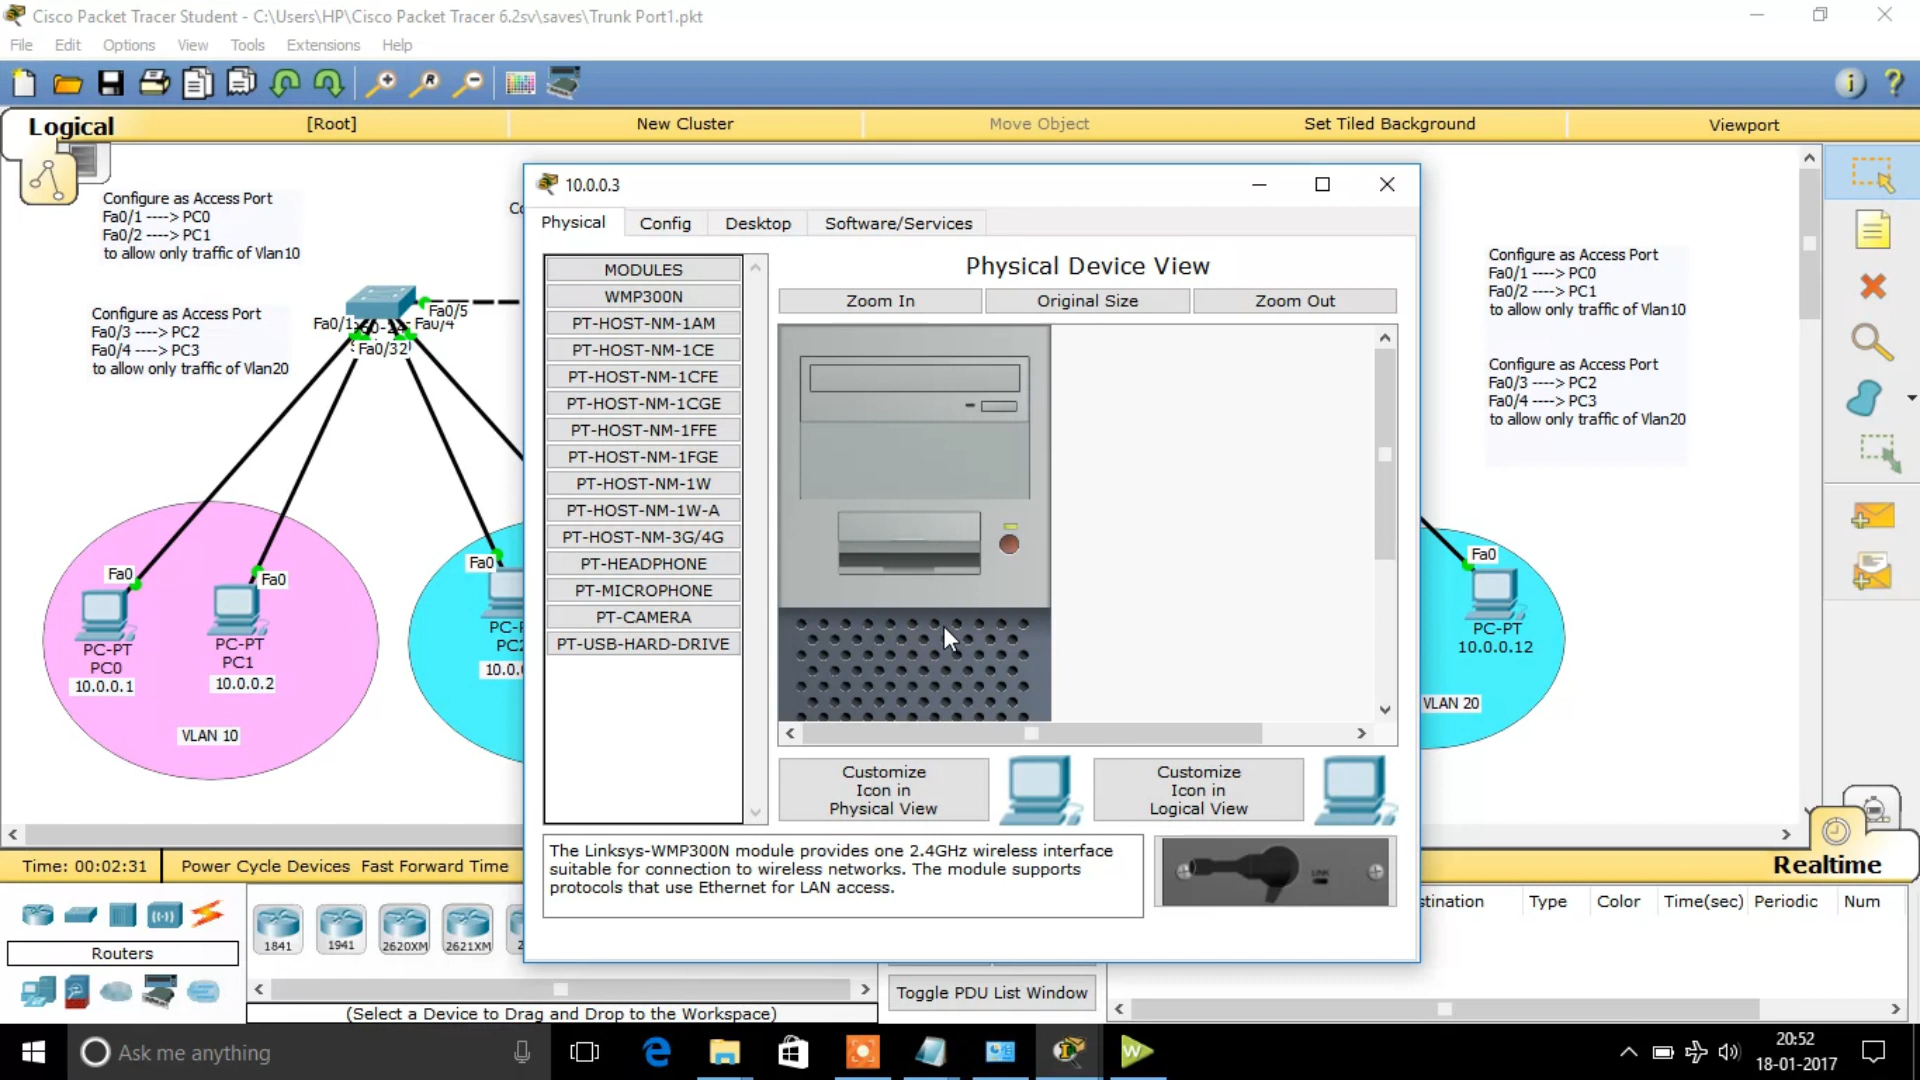 Cisco Packet Tracer Student - C:\Users\HP\Cisco Packet Tracer 6.2sv\saves\Trunk Port1.pkt
File Edit Options View Tools Extensions Help
Logical
[Root]
New Cluster
Move Object
Set Tiled Background
Viewport
Configure as Access Port
Fa0/1 ----> PC0
Fa0/2 ----> PC1
to allow only traffic of Vlan10
Configure as Access Port
Fa0/3 ----> PC2
Fa0/4 ----> PC3
to allow only traffic of Vlan20
Fa0/5
Fa0/1
Fa0/4
Fa0/32
Fa0
PC-PT
PC0
10.0.0.1
Fa0
PC-PT
PC1
10.0.0.2
VLAN 10
Fa0
10.0.0.3
Physical Config Desktop Software/Services
MODULES
WMP300N
PT-HOST-NM-1AM
PT-HOST-NM-1CE
PT-HOST-NM-1CFE
PT-HOST-NM-1CGE
PT-HOST-NM-1FFE
PT-HOST-NM-1FGE
PT-HOST-NM-1W
PT-HOST-NM-1W-A
PT-HOST-NM-3G/4G
PT-HEADPHONE
PT-MICROPHONE
PT-CAMERA
PT-USB-HARD-DRIVE
Physical Device View
Zoom In Original Size Zoom Out
Customize
Icon in
Physical View
Customize
Icon in
Logical View
The Linksys-WMP300N module provides one 2.4GHz wireless interface
suitable for connection to wireless networks. The module supports
protocols that use Ethernet for LAN access.
LINK
Configure as Access Port
Fa0/1 ----> PC0
Fa0/2 ----> PC1
to allow only traffic of Vlan10
Configure as Access Port
Fa0/3 ----> PC2
Fa0/4 ----> PC3
to allow only traffic of Vlan20
Fa0
PC-PT
10.0.0.12
VLAN 20
Time: 00:02:31 Power Cycle Devices Fast Forward Time
Realtime
Routers
1841
1941
2620XM
2621XM
(Select a Device to Drag and Drop to the Workspace)
Toggle PDU List Window
stination Type Color Time(sec) Periodic Num
Ask me anything
20:52
18-01-2017